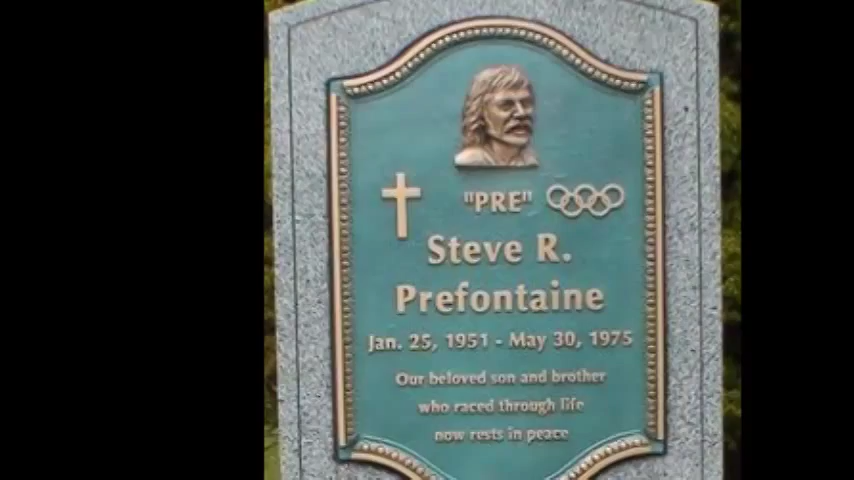 "PRE"
Steve R.
Prefontaine
Jan. 25, 1951 - May 30, 1975
Our beloved son and brother
who raced through life
now rests in peace